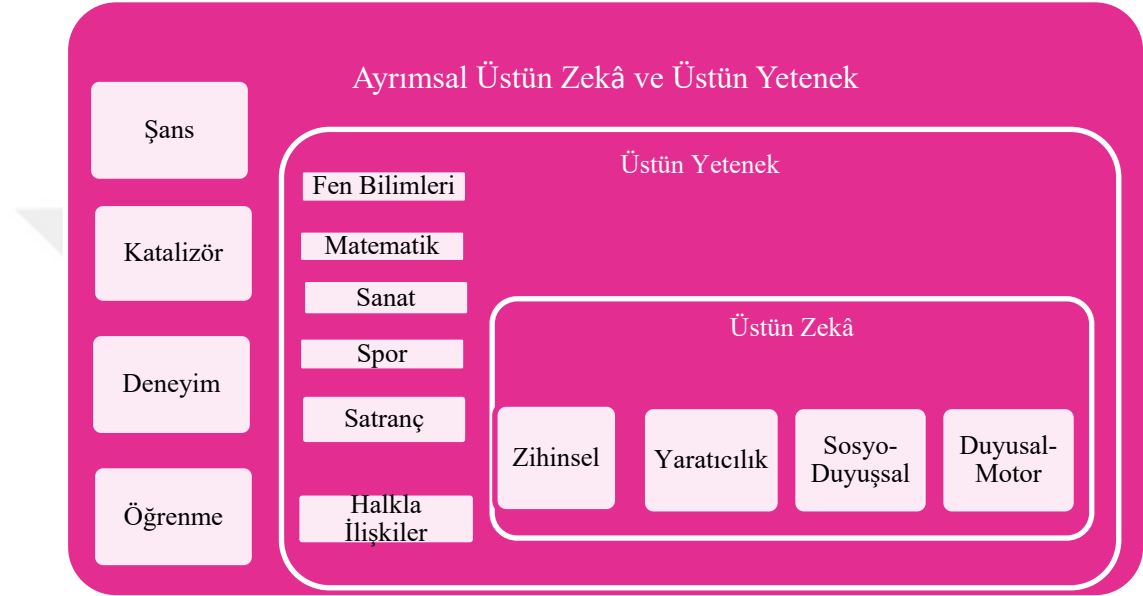 Ayrımsal Üstün Zekâ ve Üstün Yetenek
Şans
Katalizör
Deneyim
Öğrenme
Üstün Yetenek
Fen Bilimleri
Matematik
Sanat
Spor
Satranç
Halkla
İlişkiler
Üstün Zekâ
Zihinsel
Yaratıcılık
Sosyo-
Duyuşsal
Duyusal-
Motor